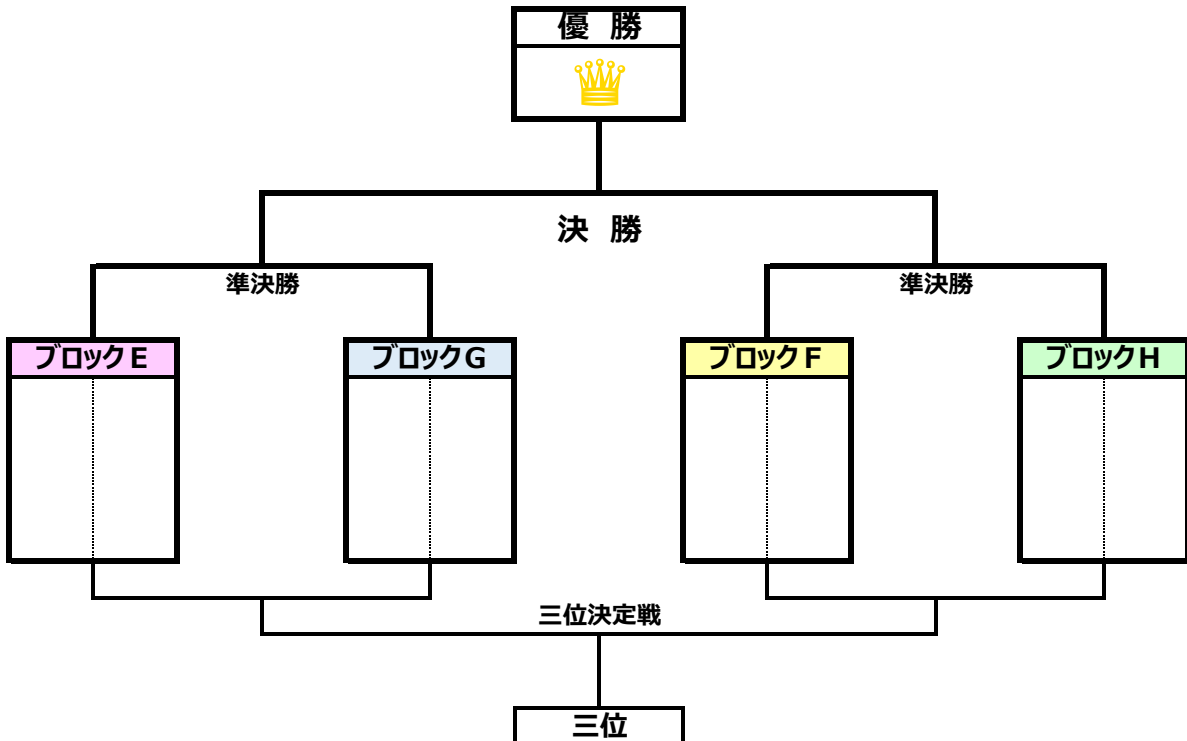 優 勝
決 勝
準決勝
準決勝
ブロックE
ブロックG
ブロックF
ブロックH
三位決定戦
三位